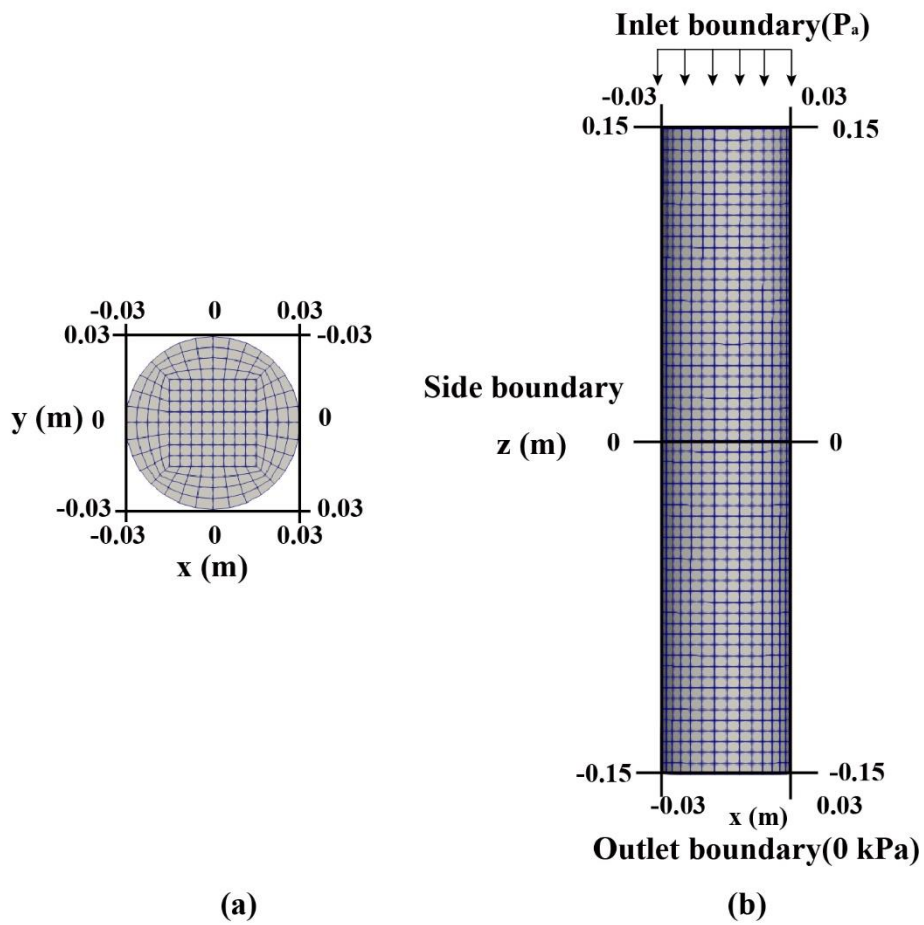 Inlet boundary(Pₐ)
-0.03 0.03
0.15 0.15
-0.03 0 0.03
0.03 -0.03
Side boundary
y (m) 0 0
z (m) 0 0
-0.03 0.03
-0.03 0 0.03
x (m)
-0.15 -0.15
-0.03 x (m) 0.03
Outlet boundary(0 kPa)
(a) (b)